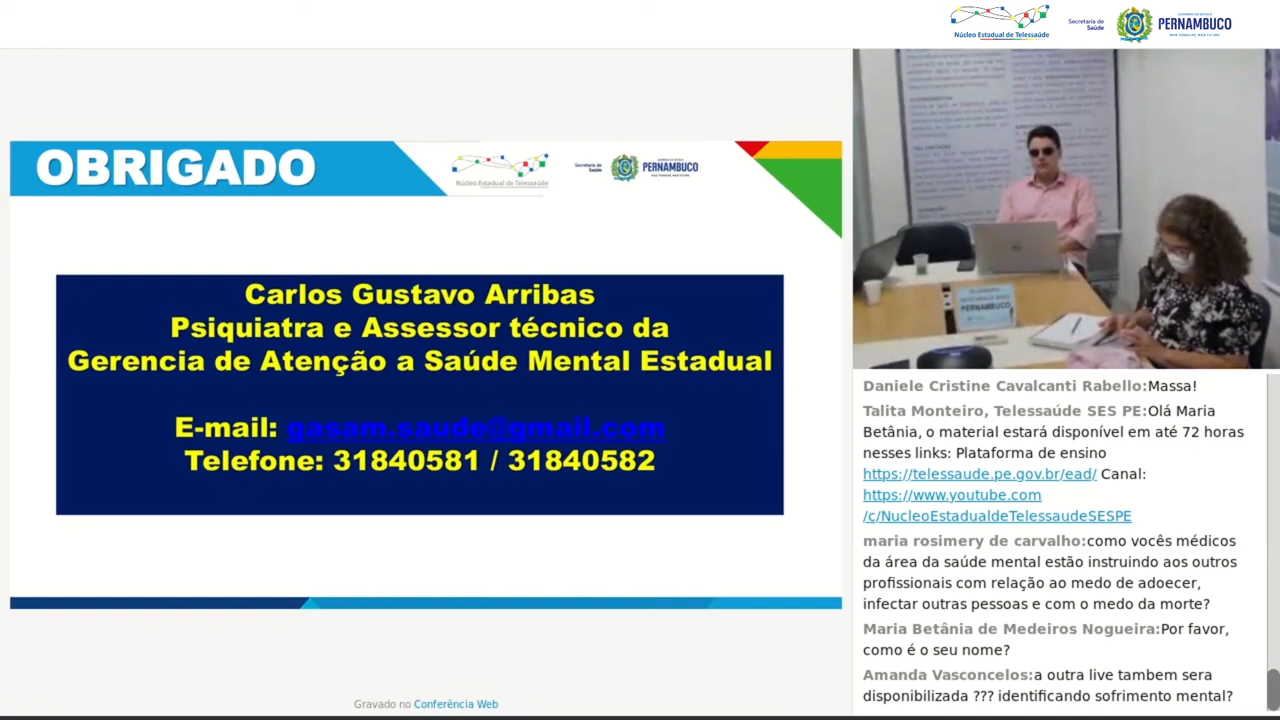 Núcleo Estadual de Telessaúde
Secretaria de
Saúde
PERNAMBUCO
OBRIGADO
Núcleo Estadual de Telessaúde
Secretaria de
Saúde
PERNAMBUCO
Carlos Gustavo Arribas
Psiquiatra e Assessor técnico da
Gerencia de Atenção a Saúde Mental Estadual
E-mail: gasam.saude@gmail.com
Telefone: 31840581 / 31840582
PERNAMBUCO
Daniele Cristine Cavalcanti Rabello:Massa!
Talita Monteiro, Telessaúde SES PE:Olá Maria
Betânia, o material estará disponível em até 72 horas
nesses links: Plataforma de ensino
https://telessaude.pe.gov.br/ead/ Canal:
https://www.youtube.com
/c/NucleoEstadualdeTelessaudeSESPE
maria rosimery de carvalho:como vocês médicos
da área da saúde mental estão instruindo aos outros
profissionais com relação ao medo de adoecer,
infectar outras pessoas e com o medo da morte?
Maria Betânia de Medeiros Nogueira:Por favor,
como é o seu nome?
Amanda Vasconcelos:a outra live tambem sera
disponibilizada ??? identificando sofrimento mental?
Gravado no Conferência Web